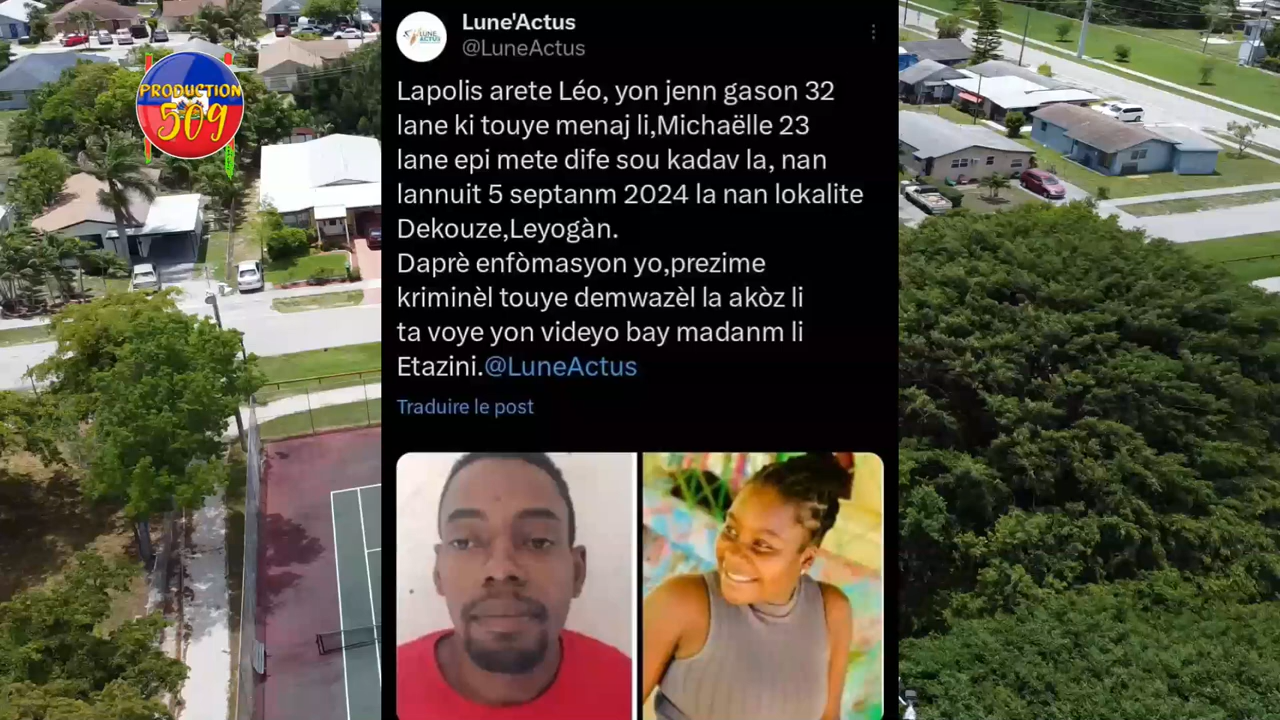 PRODUCTION
509
Lune'Actus
@LuneActus
LUNE
ACTUS
Lapolis arete Léo, yon jenn gason 32
lane ki touye menaj li,Michaëlle 23
lane epi mete dife sou kadav la, nan
lannuit 5 septanm 2024 la nan lokalite
Dekouze,Leyogàn.
Daprè enfòmasyon yo,prezime
kriminèl touye demwazèl la akòz li
ta voye yon videyo bay madanm li
Etazini.@LuneActus
Traduire le post